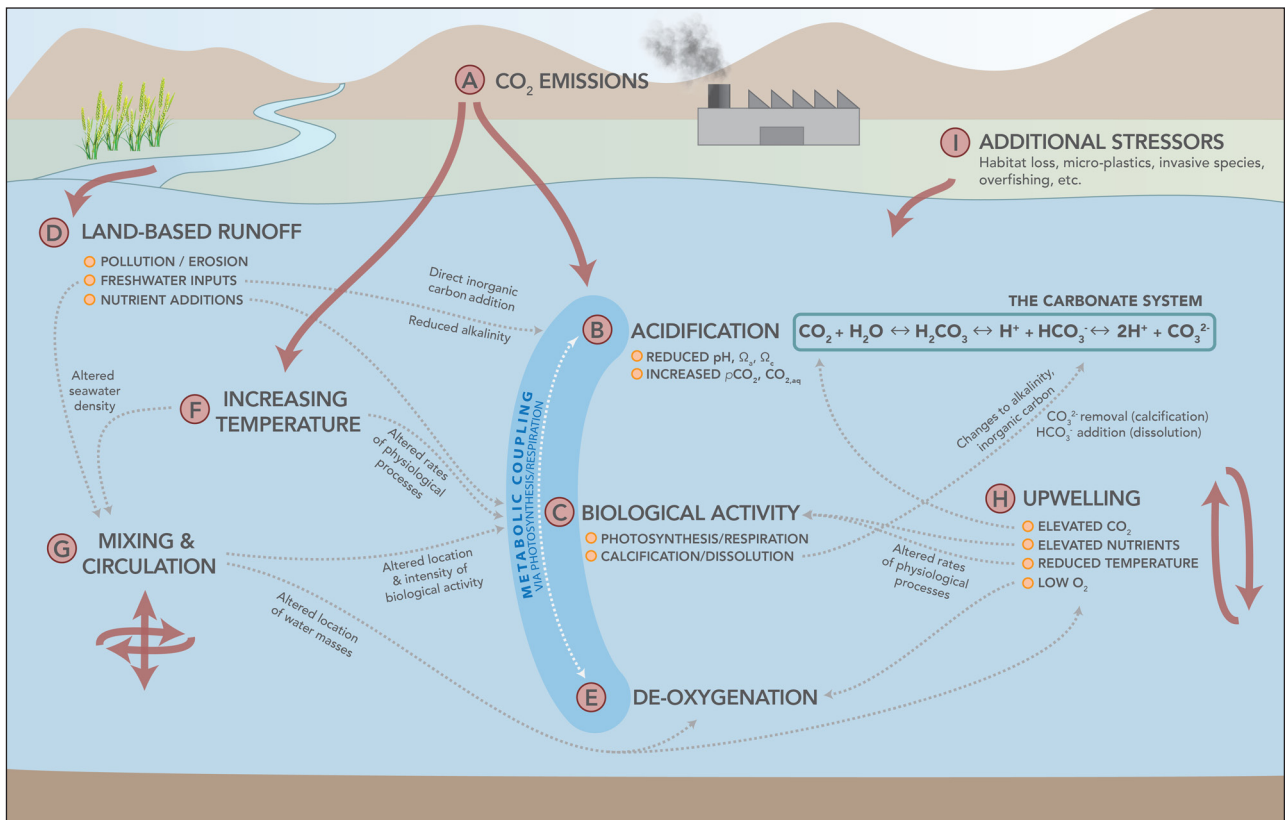 A CO₂ EMISSIONS
I ADDITIONAL STRESSORS
Habitat loss, micro-plastics, invasive species,
overfishing, etc.
D LAND-BASED RUNOFF
POLLUTION / EROSION
FRESHWATER INPUTS
NUTRIENT ADDITIONS
Direct inorganic
carbon addition
Reduced alkalinity
THE CARBONATE SYSTEM
CO₂ + H₂O ↔ H₂CO₃ ↔ H⁺ + HCO₃⁻ ↔ 2H⁺ + CO₃²⁻
B ACIDIFICATION
REDUCED pH, Ωₐ, Ω꜀
INCREASED pCO₂, CO₂,aq
Altered
seawater
density
F INCREASING
TEMPERATURE
Altered rates
of physiological
processes
METABOLIC COUPLING
VIA PHOTOSYNTHESIS/RESPIRATION
Changes to alkalinity,
inorganic carbon
CO₃²⁻ removal (calcification)
HCO₃⁻ addition (dissolution)
C BIOLOGICAL ACTIVITY
PHOTOSYNTHESIS/RESPIRATION
CALCIFICATION/DISSOLUTION
H UPWELLING
ELEVATED CO₂
ELEVATED NUTRIENTS
REDUCED TEMPERATURE
LOW O₂
Altered rates
of physiological
processes
G MIXING &
CIRCULATION
Altered location
& intensity of
biological activity
Altered location
of water masses
E DE-OXYGENATION